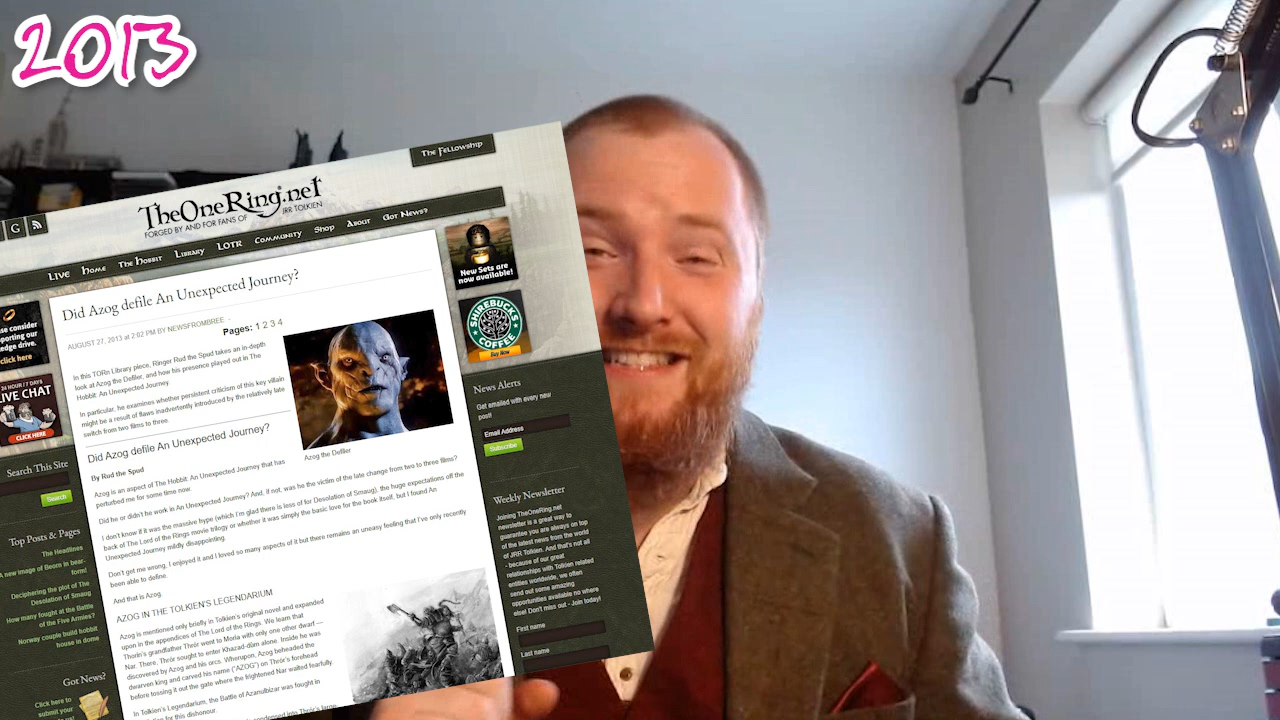 2013
The Fellowship
TheOneRing.net
FORGED BY AND FOR FANS OF JRR TOLKIEN
G
LIVE Home The Hobbit Library LOTR Community Shop About Got News?
Did Azog defile An Unexpected Journey?
AUGUST 27, 2013 at 2:02 PM BY NEWSFROMBREE -
Pages: 1 2 3 4
In this TORn Library piece, Ringer Rud the Spud takes an in-depth
look at Azog the Defiler, and how his presence played out in The
Hobbit: An Unexpected Journey.
In particular, he examines whether persistent criticism of this key villain
might be a result of flaws inadvertently introduced by the relatively late
switch from two films to three.
Azog the Defiler
Did Azog defile An Unexpected Journey?
By Rud the Spud
Azog is an aspect of The Hobbit: An Unexpected Journey that has
perturbed me for some time now.
Did he or didn't he work in An Unexpected Journey? And, if not, was he the victim of the late change from two to three films?
I don't know if it was the massive hype (which I'm glad there is less of for Desolation of Smaug), the huge expectations off the
back of The Lord of the Rings movie trilogy or whether it was simply the basic love for the book itself, but I found An
Unexpected Journey mildly disappointing.
Don't get me wrong, I enjoyed it and I loved so many aspects of it but there remains an uneasy feeling that I've only recently
been able to define.
And that is Azog.
AZOG IN THE TOLKIEN'S LEGENDARIUM
Azog is mentioned only briefly in Tolkien's original novel and expanded
upon in the appendices of The Lord of the Rings. We learn that
Thorin's grandfather Thrór went to Moria with only one other dwarf —
Nar. There, Thrór sought to enter Khazad-dûm alone. Inside he was
discovered by Azog and his orcs. Whereupon, Azog beheaded the
dwarven king and carved his name ("AZOG") on Thrór's forehead
before tossing it out the gate where the frightened Nar waited fearfully.
In Tolkien's Legendarium, the Battle of Azanulbizar was fought in
for this dishonour.
condensed into Thrór's large
consider
porting our
edge drive.
click here
24 HOUR / 7 DAYS
LIVE CHAT
CLICK HERE
Search This Site
Search
Top Posts & Pages
The Headlines
A new image of Beorn in bear-
form!
Deciphering the plot of The
Desolation of Smaug
How many fought at the Battle
of the Five Armies?
Norway couple build hobbit
house in dome
Got News?
Click here to
submit your
New Sets are
now available!
SHIREBUCKS
COFFEE
Buy Now
News Alerts
Get emailed with every new
post!
Email Address
Subscribe
Weekly Newsletter
Joining TheOneRing.net
newsletter is a great way to
guarantee you are always on top
of the latest news from the world
of JRR Tolkien. And that's not all
- because of our great
relationships with Tolkien related
entities worldwide, we often
send out some amazing
opportunities available no where
else! Don't miss out - Join today!
First name
Last name